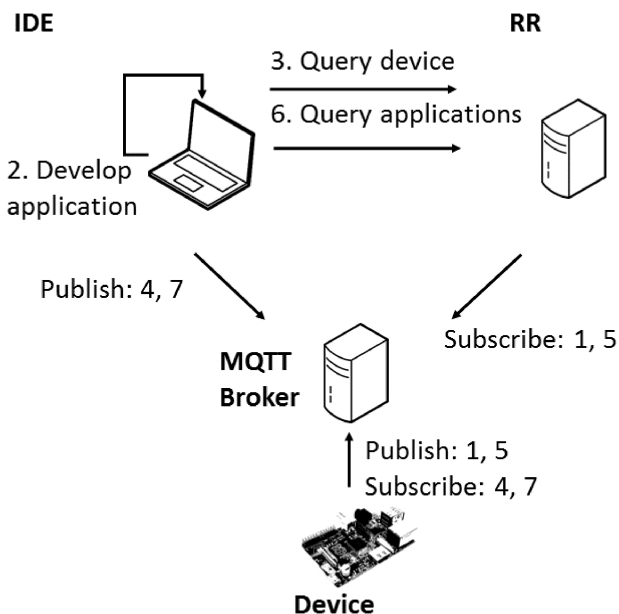 IDE
RR
3. Query device
6. Query applications
2. Develop
application
Publish: 4, 7
Subscribe: 1, 5
MQTT
Broker
Publish: 1, 5
Subscribe: 4, 7
Device